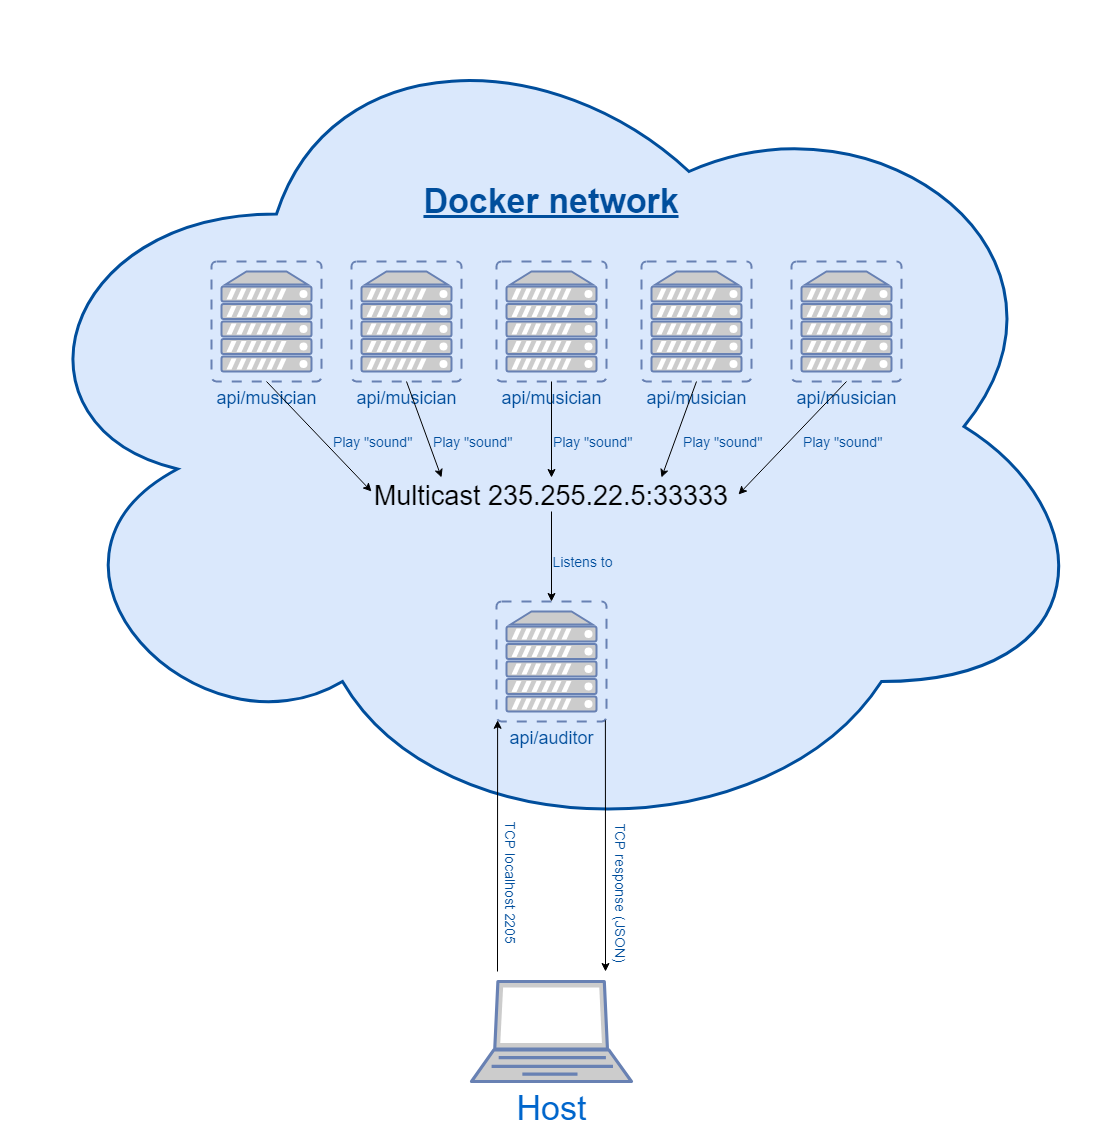 Docker network
api/musician
api/musician
api/musician
api/musician
api/musician
Play "sound"
Play "sound"
Play "sound"
Play "sound"
Play "sound"
Multicast 235.255.22.5:33333
Listens to
api/auditor
TCP localhost 2205
TCP response (JSON)
Host